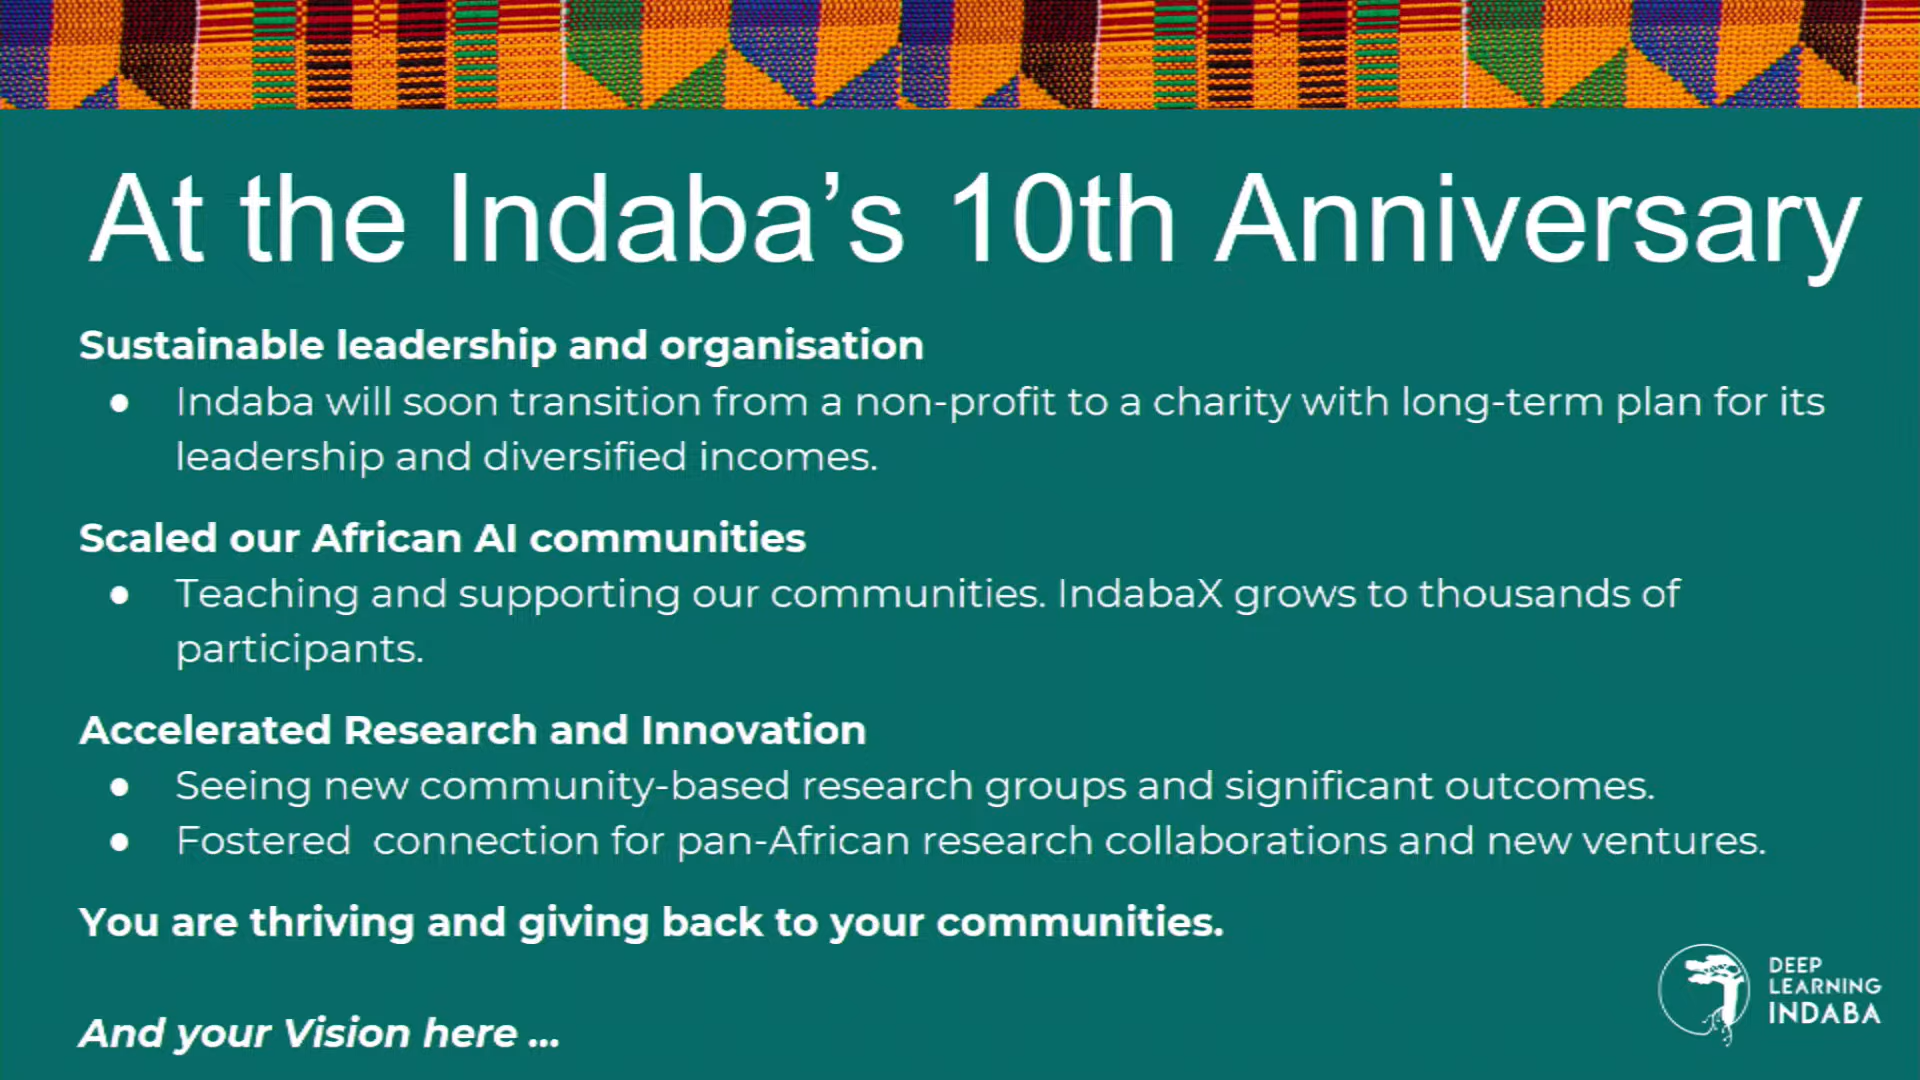 At the Indaba’s 10th Anniversary
Sustainable leadership and organisation
● Indaba will soon transition from a non-profit to a charity with long-term plan for its
leadership and diversified incomes.
Scaled our African AI communities
● Teaching and supporting our communities. IndabaX grows to thousands of
participants.
Accelerated Research and Innovation
● Seeing new community-based research groups and significant outcomes.
● Fostered  connection for pan-African research collaborations and new ventures.
You are thriving and giving back to your communities.
And your Vision here ...
DEEP
LEARNING
INDABA